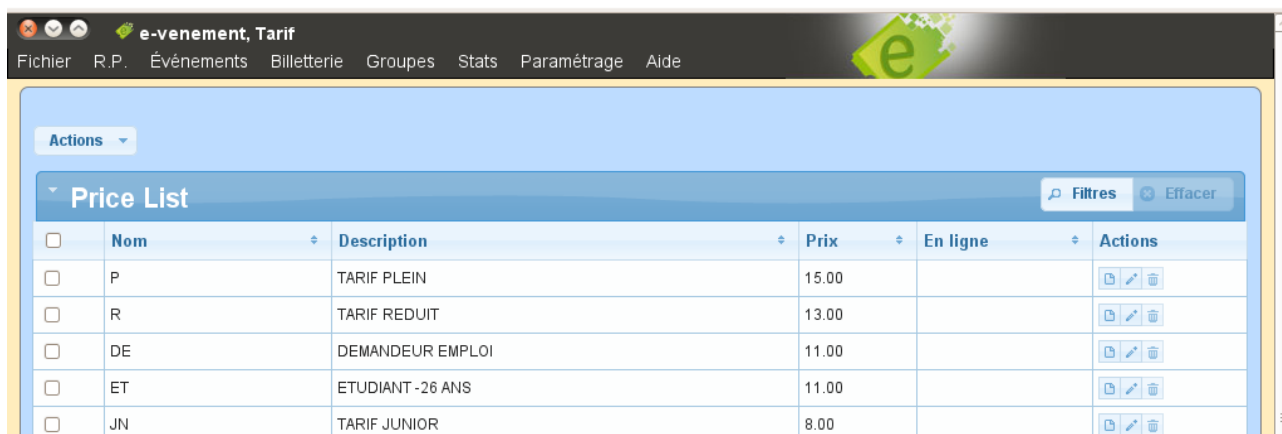 e-venement, Tarif
Fichier R.P. Événements Billetterie Groupes Stats Paramétrage Aide
e
Actions
Price List Filtres Effacer
Nom Description Prix En ligne Actions
P TARIF PLEIN 15.00
R TARIF REDUIT 13.00
DE DEMANDEUR EMPLOI 11.00
ET ETUDIANT -26 ANS 11.00
JN TARIF JUNIOR 8.00